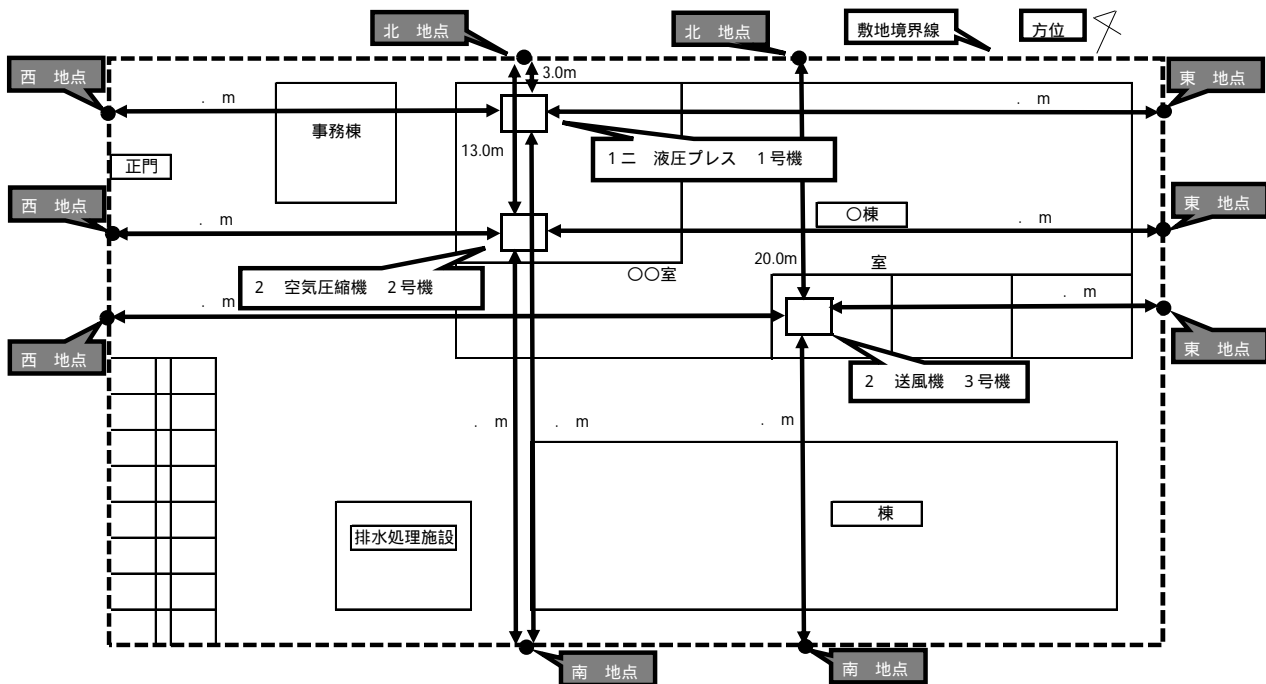 北　地点
北　地点
敷地境界線
方位
西　地点
3.0m
東　地点
.　m
.　m
事務棟
13.0m
1ニ　液圧プレス　1号機
正門
西　地点
東　地点
.　m
〇棟
.　m
2　空気圧縮機　2号機
〇〇室
20.0m
室
.　m
.　m
西　地点
東　地点
2　送風機　3号機
.　m
.　m
.　m
棟
排水処理施設
南　地点
南　地点